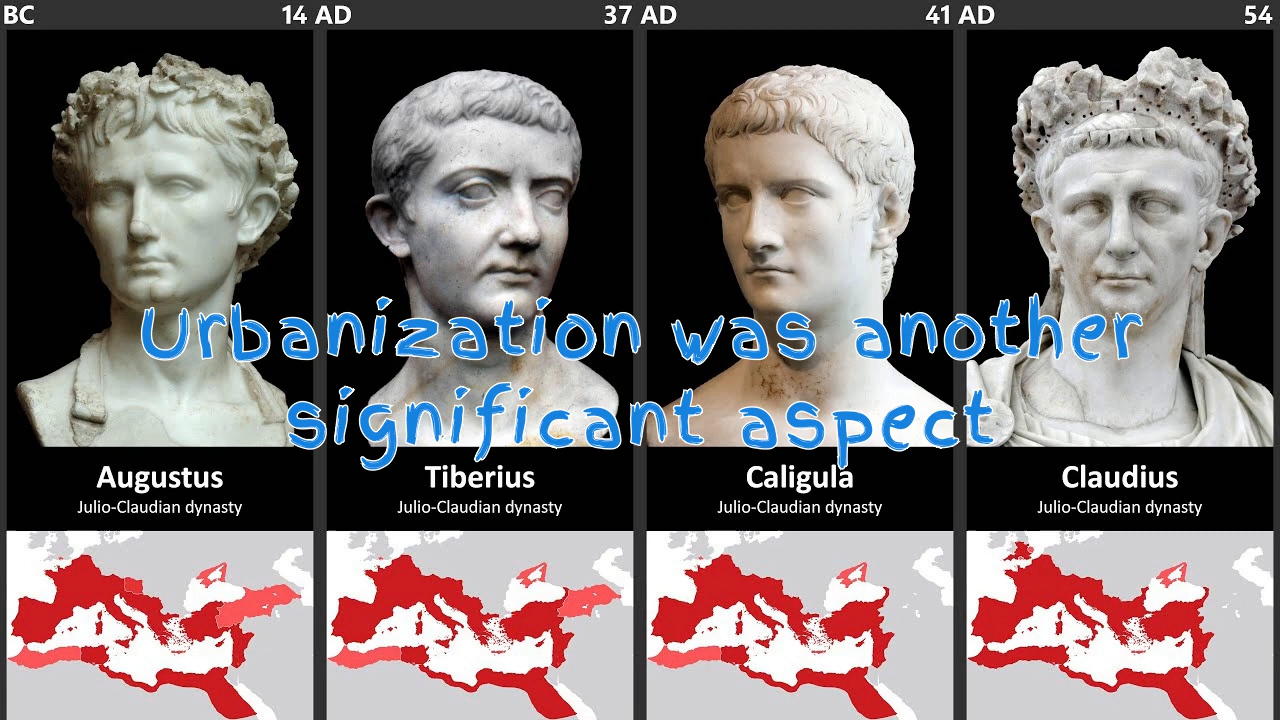 BC 14 AD 37 AD 41 AD 54
Urbanization was another
significant aspect
Augustus Tiberius Caligula Claudius
Julio-Claudian dynasty Julio-Claudian dynasty Julio-Claudian dynasty Julio-Claudian dynasty